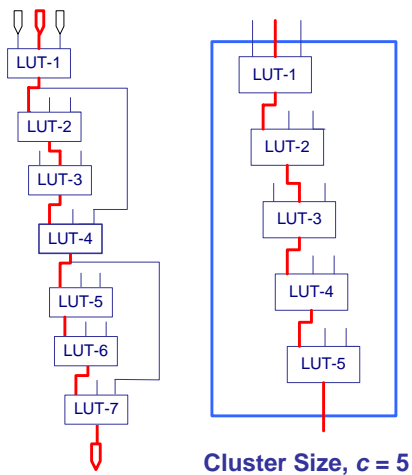 LUT-1
LUT-2
LUT-3
LUT-4
LUT-5
LUT-6
LUT-7
LUT-1
LUT-2
LUT-3
LUT-4
LUT-5
Cluster Size, c = 5